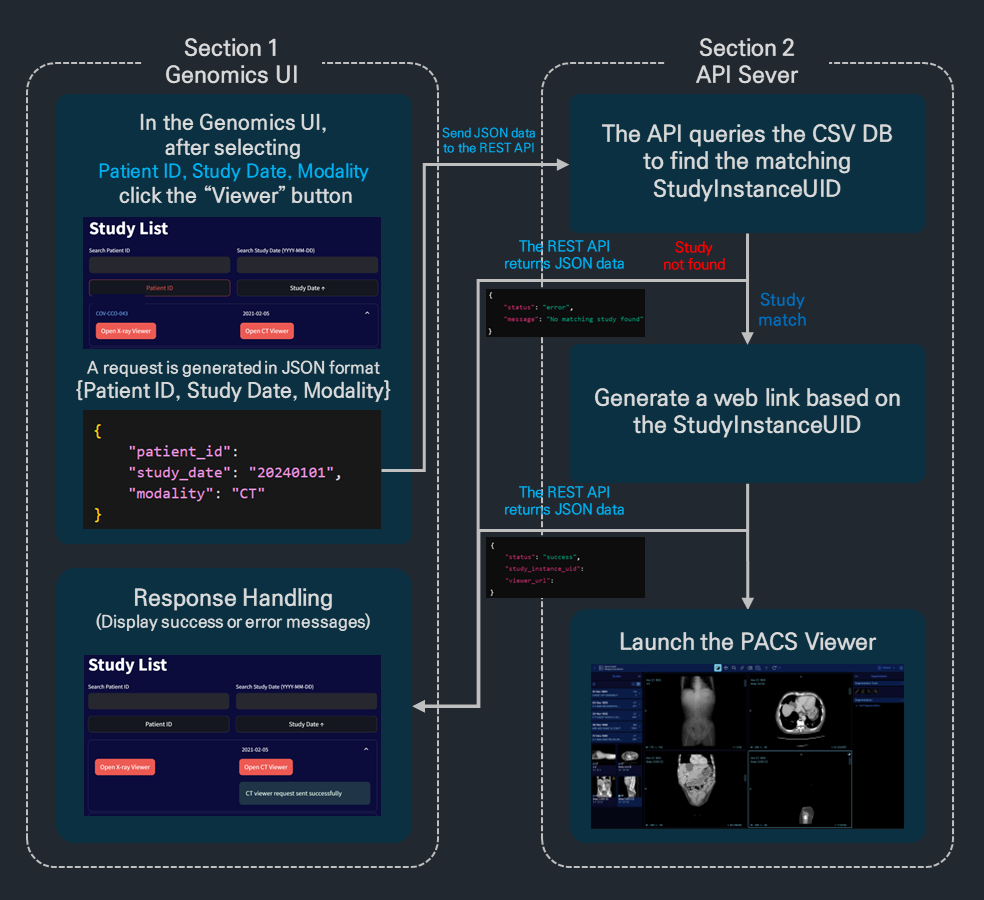 Section 1
Genomics UI
In the Genomics UI,
after selecting
Patient ID, Study Date, Modality
click the “Viewer” button
Study List
Search Patient ID
Search Study Date (YYYY-MM-DD)
Patient ID
Study Date ↑
COV-CCO-043
2021-02-05
Open X-ray Viewer
Open CT Viewer
A request is generated in JSON format
{Patient ID, Study Date, Modality}
{
"patient_id":
"study_date": "20240101",
"modality": "CT"
}
Response Handling
(Display success or error messages)
Study List
Search Patient ID
Search Study Date (YYYY-MM-DD)
Patient ID
Study Date ↑
2021-02-05
Open X-ray Viewer
Open CT Viewer
CT viewer request sent successfully
Send JSON data
to the REST API
The REST API
returns JSON data
{
"status": "error",
"message": "No matching study found"
}
The REST API
returns JSON data
{
"status": "success",
"study_instance_uid":
"viewer_url":
}
Section 2
API Sever
The API queries the CSV DB
to find the matching
StudyInstanceUID
Study
not found
Study
match
Generate a web link based on
the StudyInstanceUID
Launch the PACS Viewer